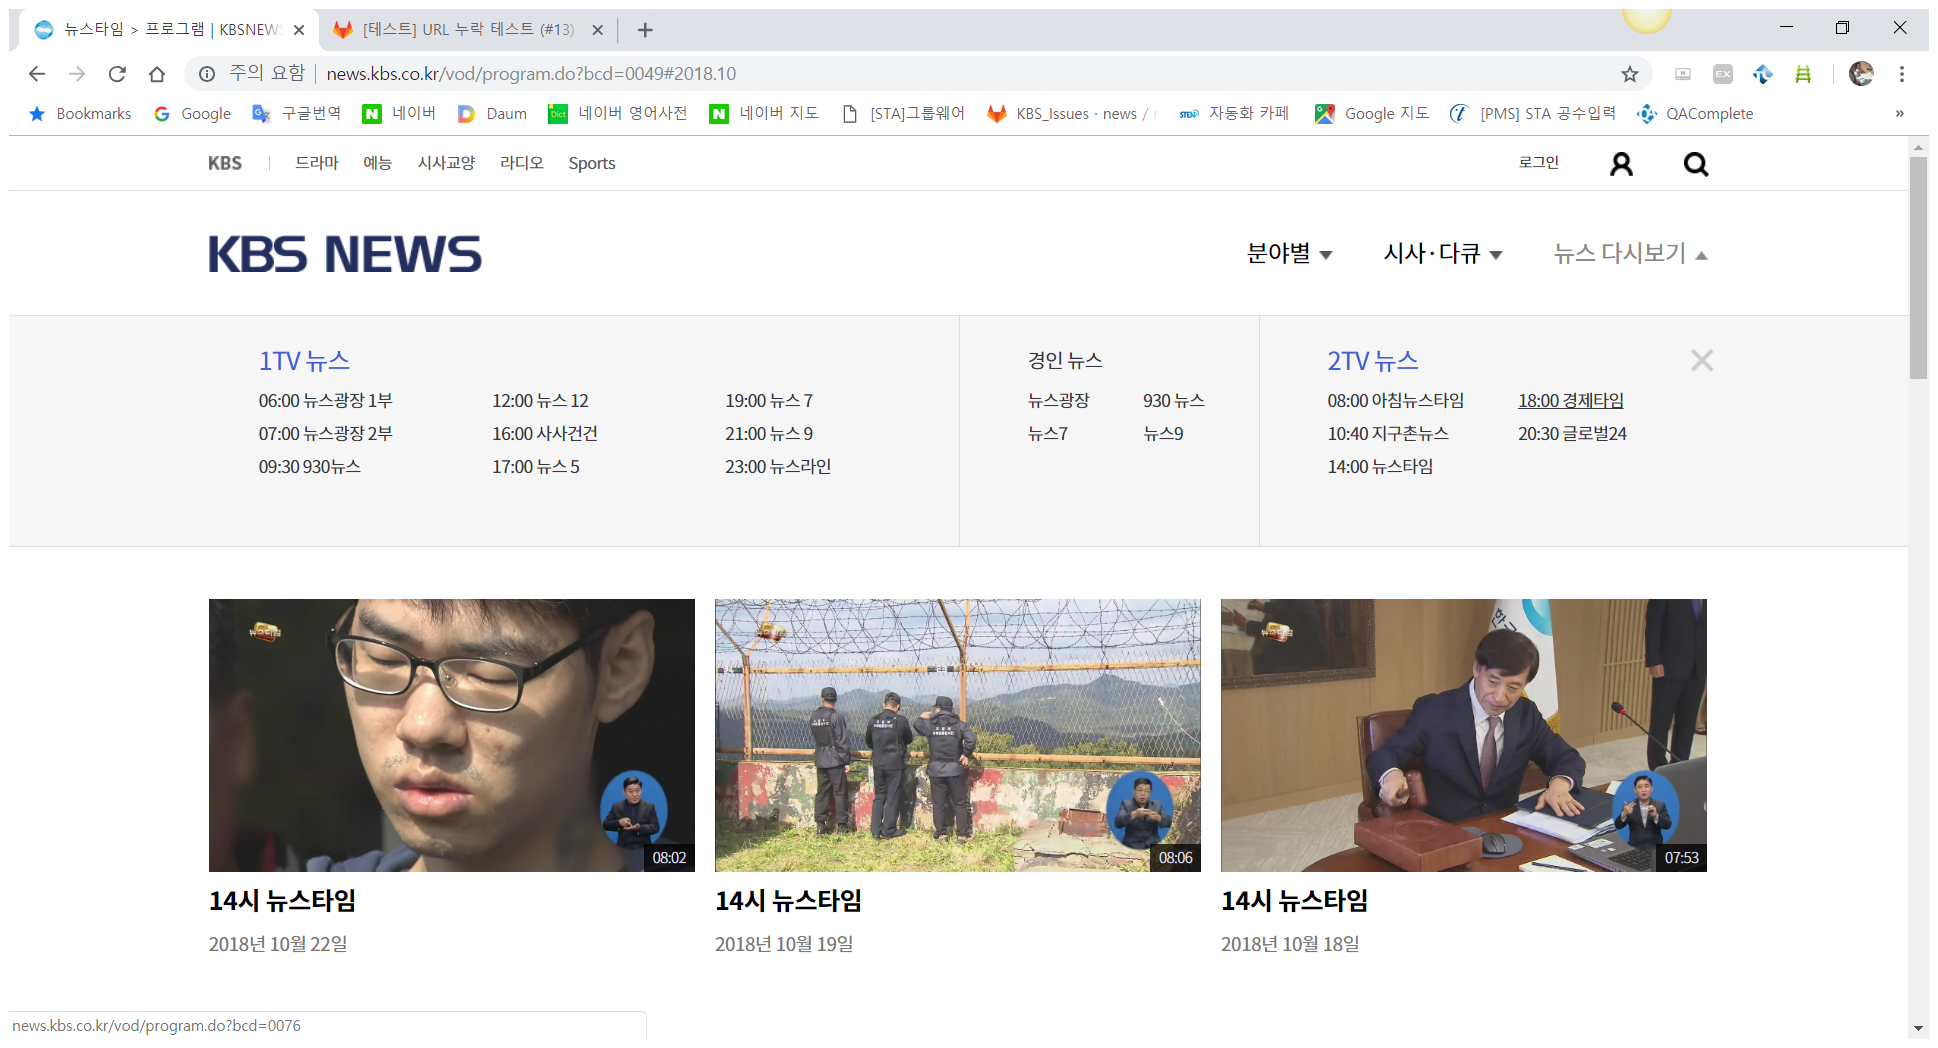 뉴스타임 > 프로그램 | KBSNEWS
[테스트] URL 누락 테스트 (#13)
주의 요함 | news.kbs.co.kr/vod/program.do?bcd=0049#2018.10
EX
Bookmarks Google 구글번역 네이버 Daum 네이버 영어사전 네이버 지도 [STA]그룹웨어 KBS_Issues · news / 자동화 카페 Google 지도 [PMS] STA 공수입력 QAComplete »
KBS 드라마 예능 시사교양 라디오 Sports 로그인
KBS NEWS 분야별 시사·다큐 뉴스 다시보기
1TV 뉴스
06:00 뉴스광장 1부 12:00 뉴스 12 19:00 뉴스 7
07:00 뉴스광장 2부 16:00 사사건건 21:00 뉴스 9
09:30 930뉴스 17:00 뉴스 5 23:00 뉴스라인
경인 뉴스
뉴스광장 930 뉴스
뉴스7 뉴스9
2TV 뉴스
08:00 아침뉴스타임 18:00 경제타임
10:40 지구촌뉴스 20:30 글로벌24
14:00 뉴스타임
뉴스타임
08:02
08:06
한국
뉴스타임
07:53
14시 뉴스타임
2018년 10월 22일
14시 뉴스타임
2018년 10월 19일
14시 뉴스타임
2018년 10월 18일
news.kbs.co.kr/vod/program.do?bcd=0076